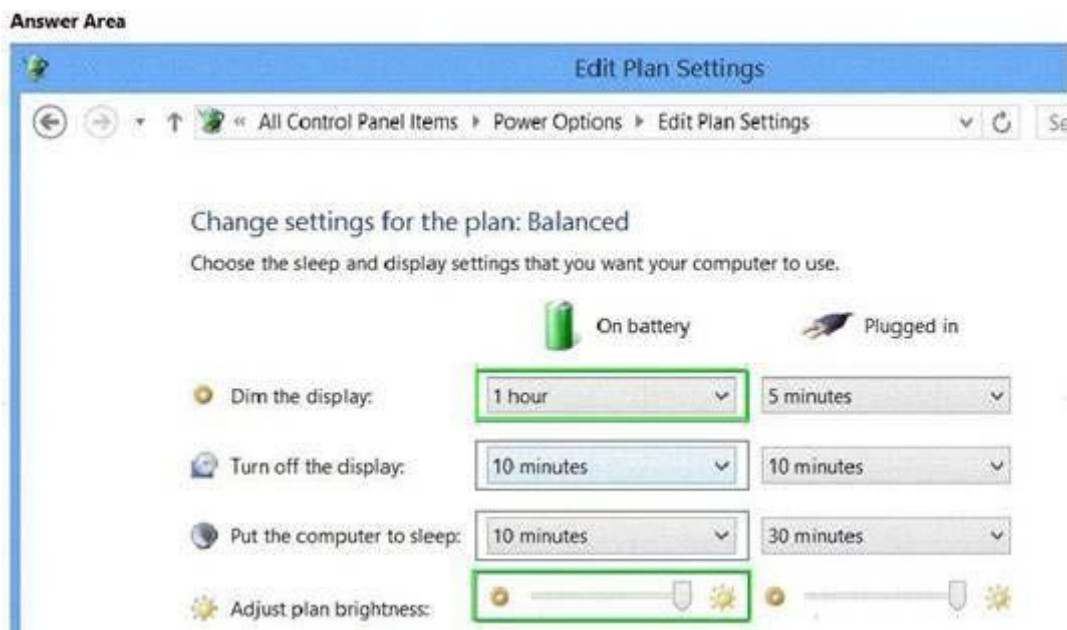 Answer Area
Edit Plan Settings
« All Control Panel Items ▸ Power Options ▸ Edit Plan Settings
Change settings for the plan: Balanced
Choose the sleep and display settings that you want your computer to use.
On battery Plugged in
Dim the display: 1 hour 5 minutes
Turn off the display: 10 minutes 10 minutes
Put the computer to sleep: 10 minutes 30 minutes
Adjust plan brightness: